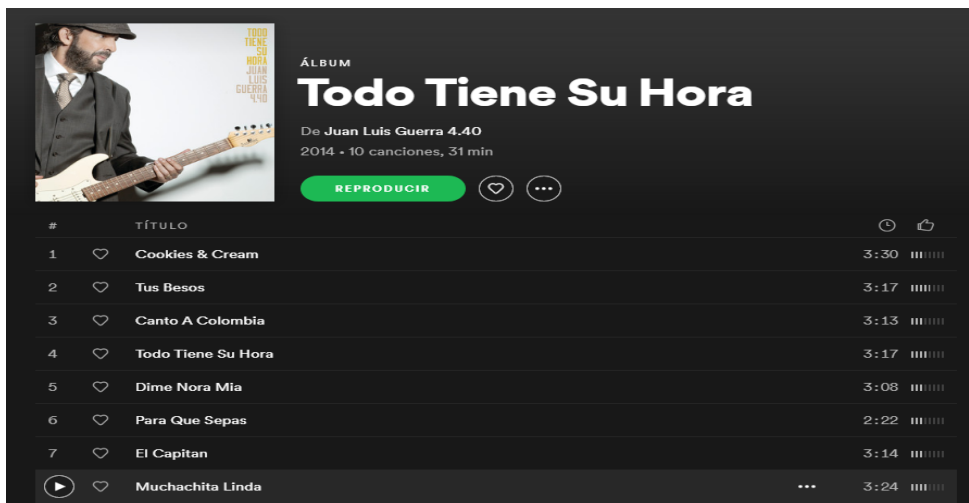 TODO
TIENE
SU
HORA
JUAN
LUIS
GUERRA
4.40
ÁLBUM
Todo Tiene Su Hora
De Juan Luis Guerra 4.40
2014 • 10 canciones, 31 min
REPRODUCIR
# TÍTULO
1 Cookies & Cream 3:30
2 Tus Besos 3:17
3 Canto A Colombia 3:13
4 Todo Tiene Su Hora 3:17
5 Dime Nora Mia 3:08
6 Para Que Sepas 2:22
7 El Capitan 3:14
Muchachita Linda 3:24